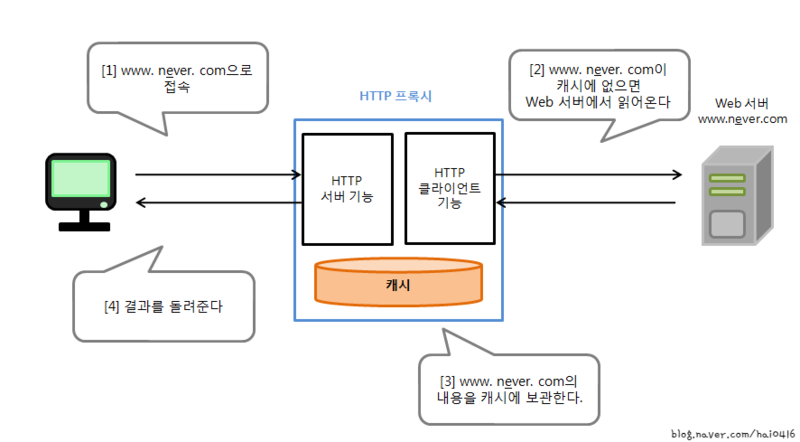 [1] www. never. com으로
접속
HTTP 프록시
[2] www. never. com이
캐시에 없으면
Web 서버에서 읽어온다
Web 서버
www.never.com
HTTP
서버 기능
HTTP
클라이언트
기능
캐시
[4] 결과를 돌려준다
[3] www. never. com의
내용을 캐시에 보관한다.
blog.naver.com/hai0416